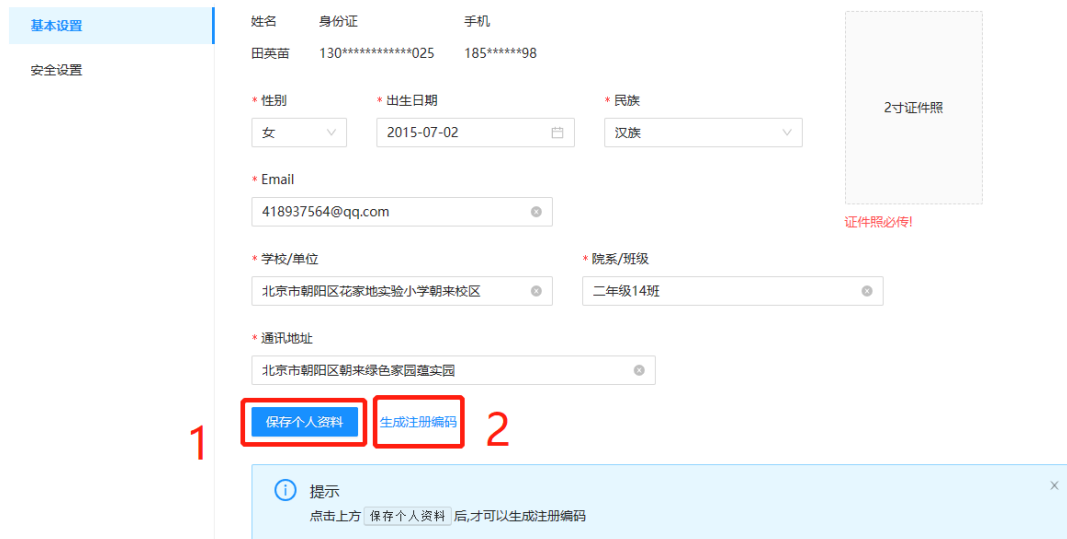 基本设置
安全设置
姓名 身份证 手机
田英苗 130************025 185******98
* 性别 * 出生日期 * 民族
女 2015-07-02 汉族
2寸证件照
* Email
418937564@qq.com
证件照必传!
* 学校/单位 * 院系/班级
北京市朝阳区花家地实验小学朝来校区 二年级14班
* 通讯地址
北京市朝阳区朝来绿色家园蕴实园
1 保存个人资料 生成注册编码 2
提示
点击上方 保存个人资料 后,才可以生成注册编码